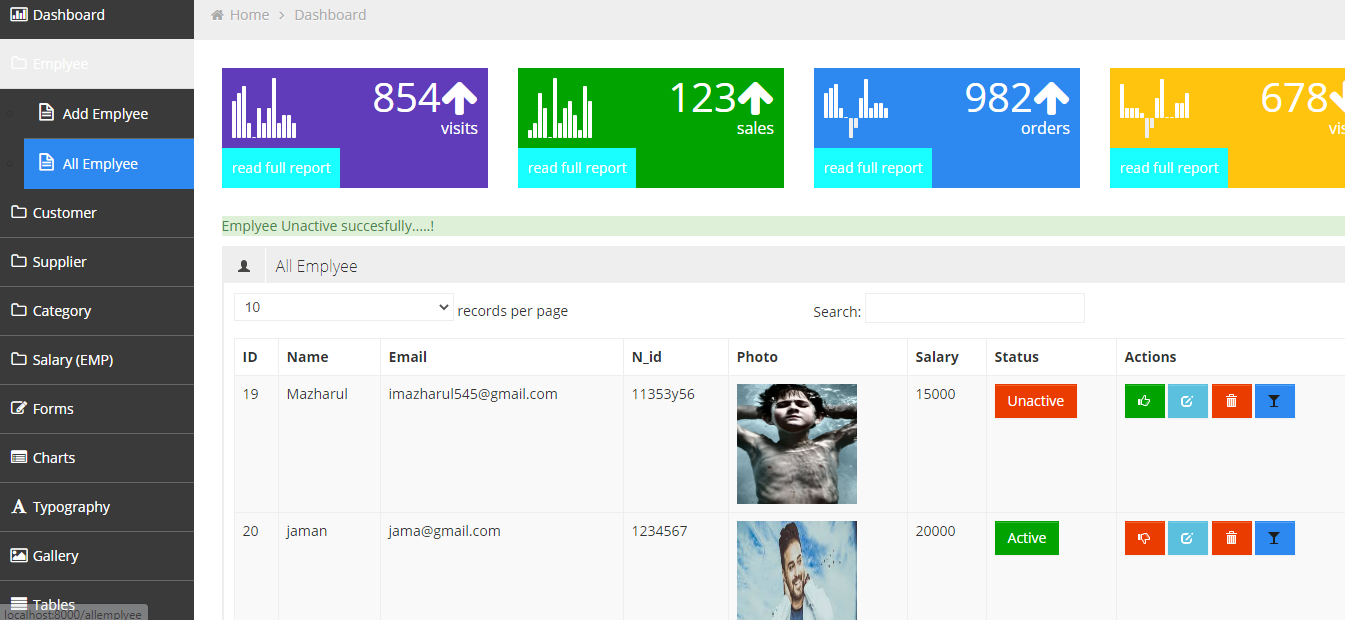 Dashboard
Emplyee
Add Emplyee
All Emplyee
Customer
Supplier
Category
Salary (EMP)
Forms
Charts
Typography
Gallery
Tables
localhost:8000/allemplyee
Home > Dashboard
854
visits
read full report
123
sales
read full report
982
orders
read full report
678
read full report
Emplyee Unactive succesfully.....!
All Emplyee
10 records per page
Search:
ID Name Email N_id Photo Salary Status Actions
19 Mazharul imazharul545@gmail.com 11353y56 15000 Unactive
20 jaman jama@gmail.com 1234567 20000 Active